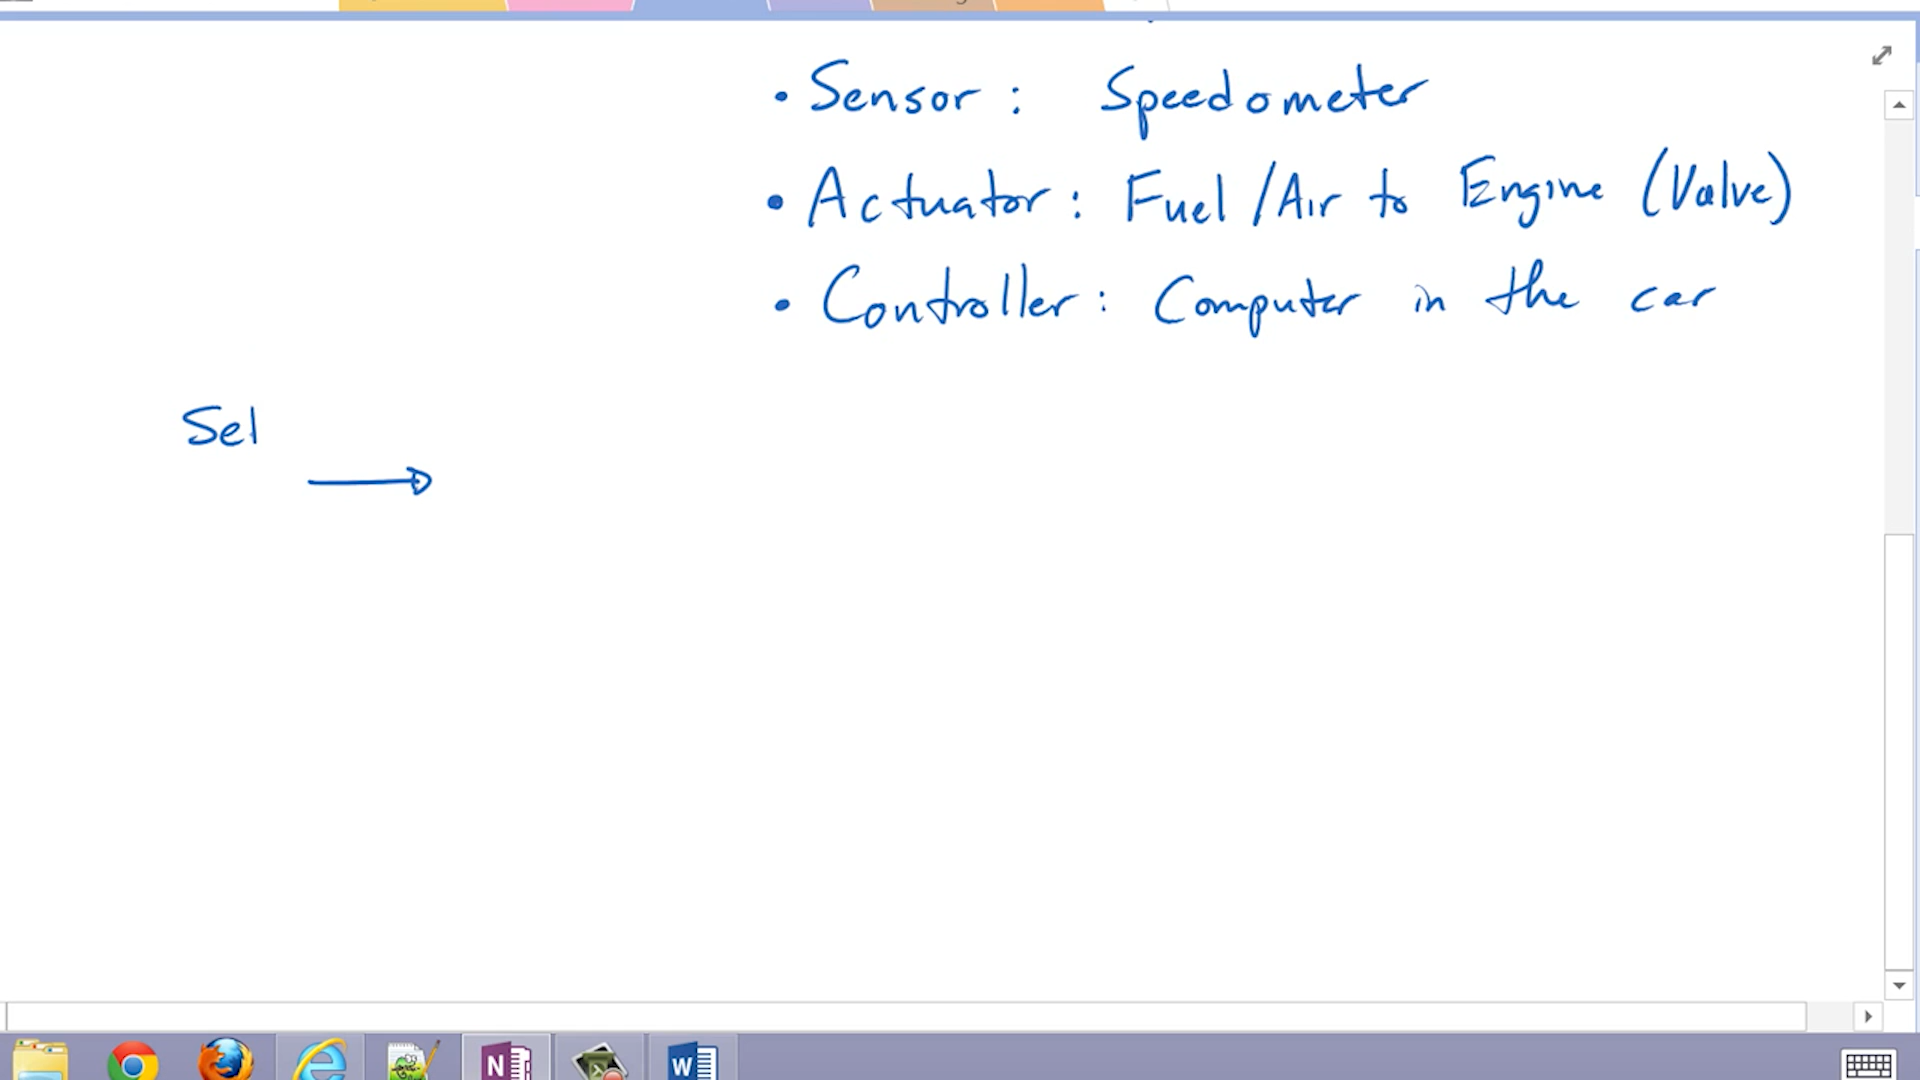 • Sensor : Speedometer
• Actuator : Fuel / Air to Engine (Valve)
• Controller : Computer in the car
Sel